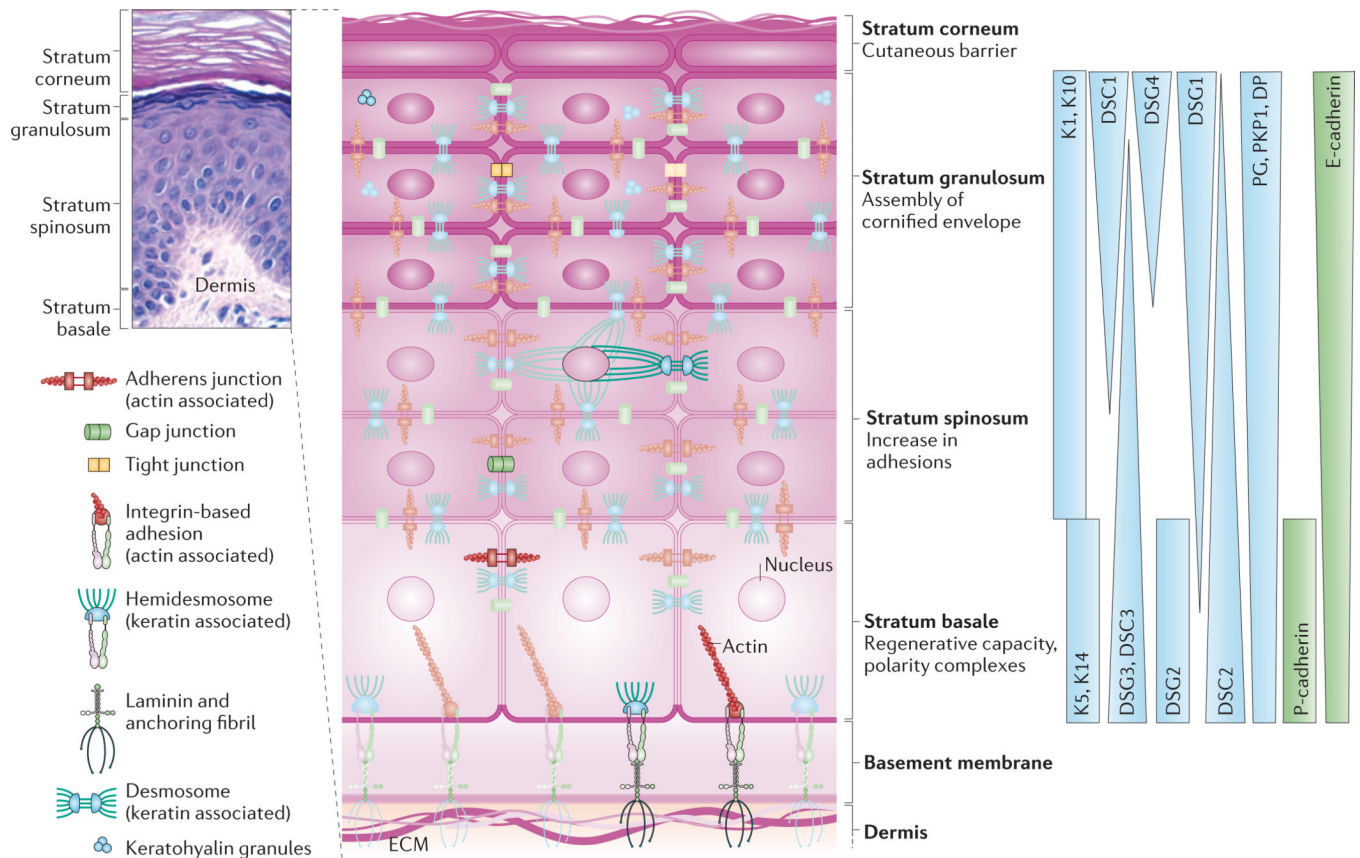 Stratum
corneum
Stratum
granulosum
Stratum
spinosum
Dermis
Stratum
basale
Adherens junction
(actin associated)
Gap junction
Tight junction
Integrin-based
adhesion
(actin associated)
Hemidesmosome
(keratin associated)
Laminin and
anchoring fibril
Desmosome
(keratin associated)
Keratohyalin granules
Nucleus
Actin
ECM
Stratum corneum
Cutaneous barrier
Stratum granulosum
Assembly of
cornified envelope
Stratum spinosum
Increase in
adhesions
Stratum basale
Regenerative capacity,
polarity complexes
Basement membrane
Dermis
K1, K10
DSC1
DSG4
DSG1
PG, PKP1, DP
E-cadherin
K5, K14
DSG3, DSC3
DSG2
DSC2
P-cadherin